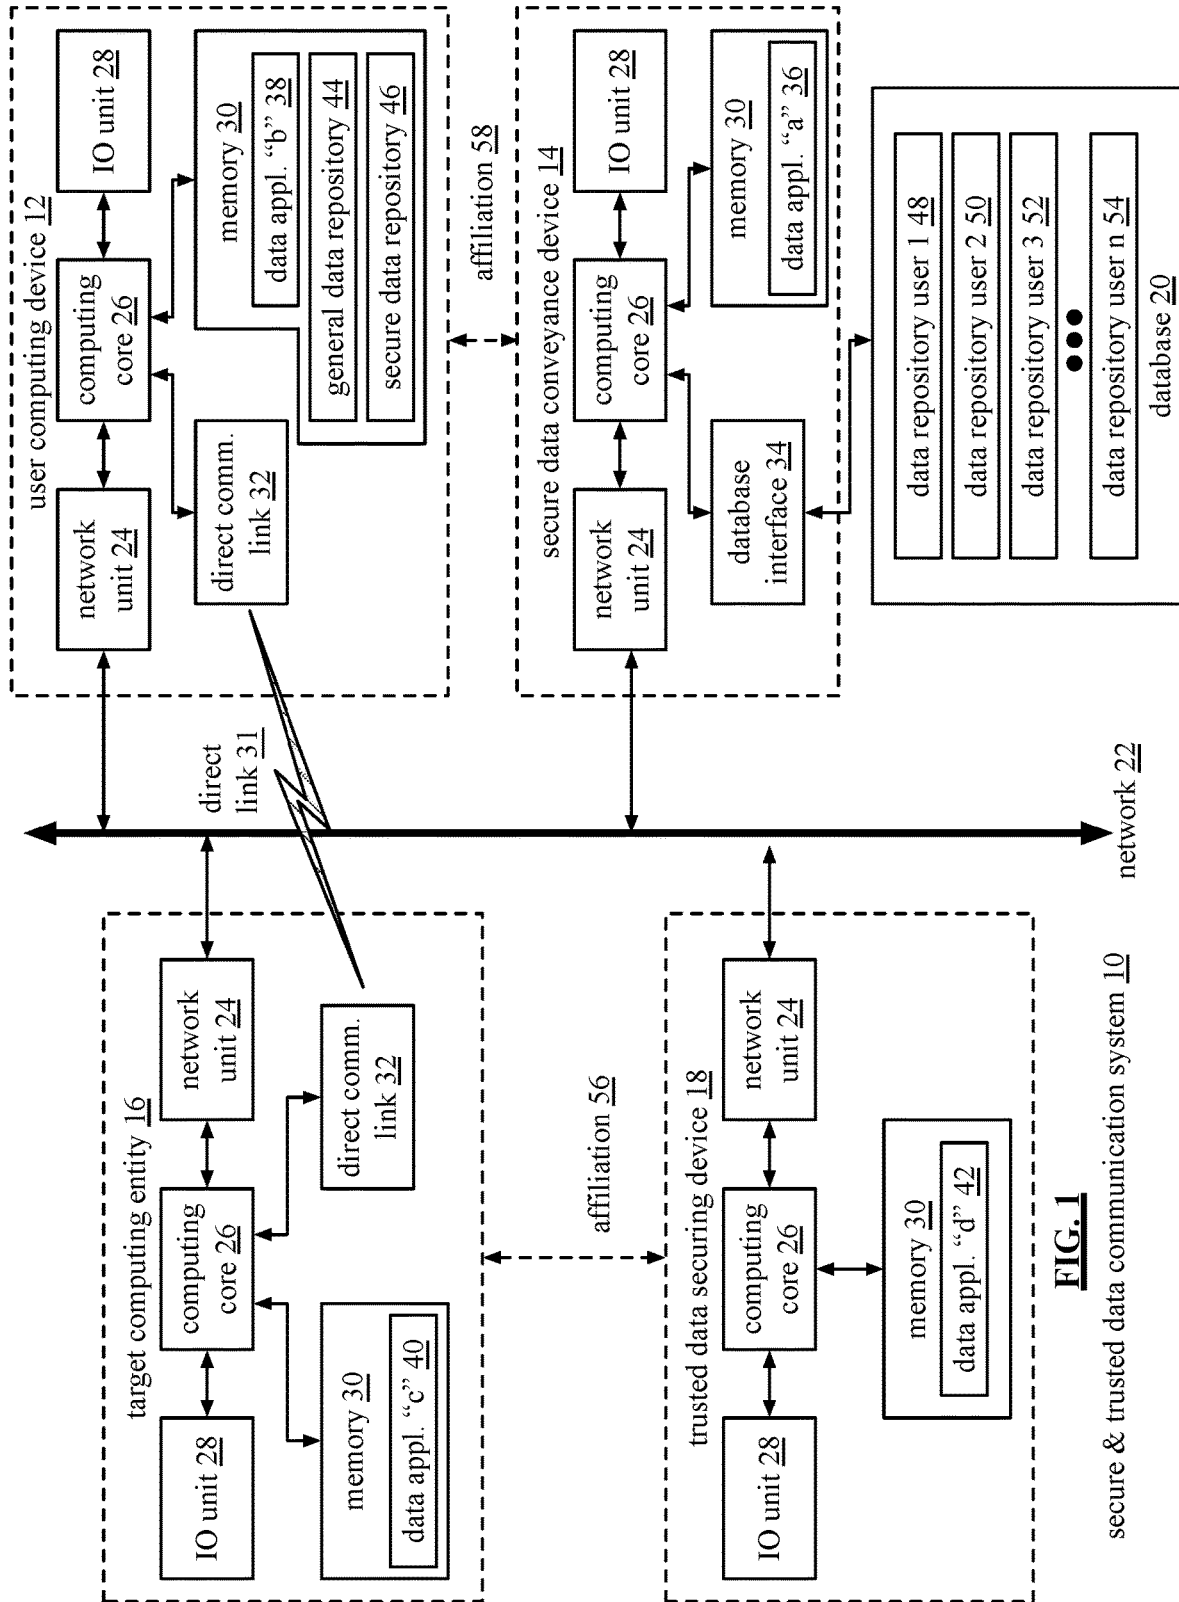 target computing entity 16
IO unit 28
computing
core 26
network
unit 24
memory 30
data appl. “c” 40
direct comm.
link 32
direct
link 31
user computing device 12
network
unit 24
computing
core 26
IO unit 28
direct comm.
link 32
memory 30
data appl. “b” 38
general data repository 44
secure data repository 46
affiliation 56
affiliation 58
trusted data securing device 18
IO unit 28
computing
core 26
network
unit 24
memory 30
data appl. “d” 42
secure data conveyance device 14
network
unit 24
computing
core 26
IO unit 28
database
interface 34
memory 30
data appl. “a” 36
data repository user 1 48
data repository user 2 50
data repository user 3 52
data repository user n 54
database 20
network 22
FIG. 1
secure & trusted data communication system 10